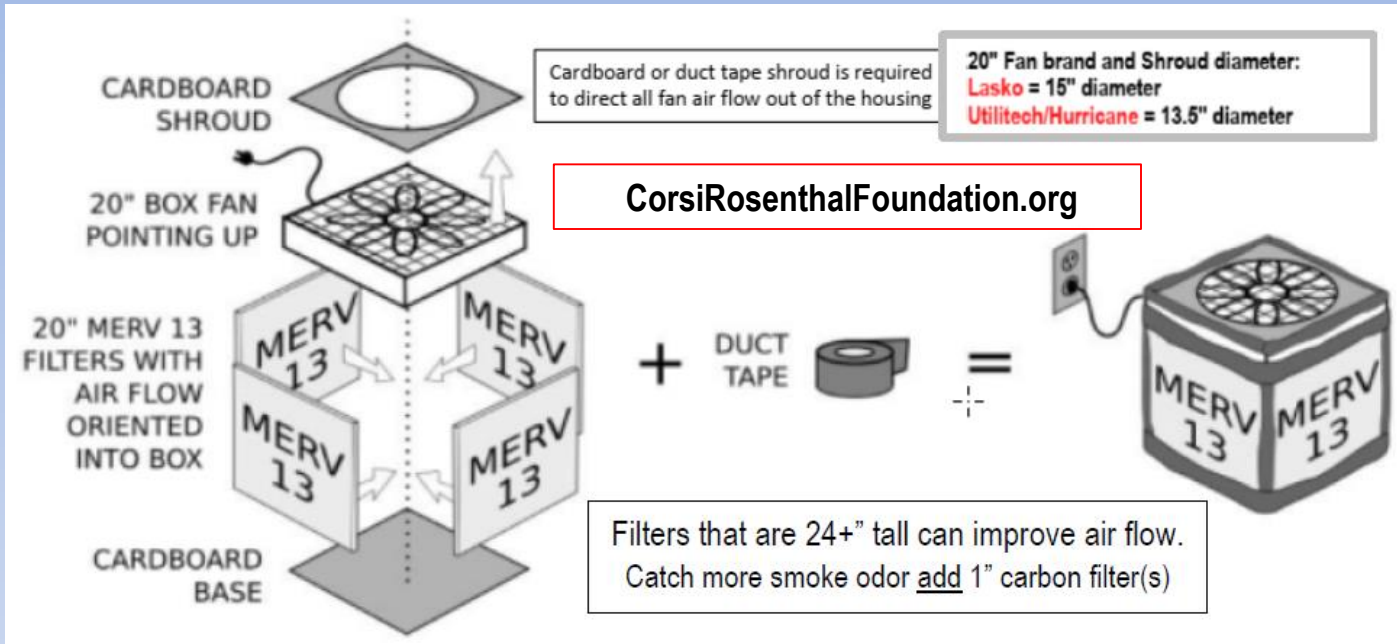 CARDBOARD
SHROUD
Cardboard or duct tape shroud is required
to direct all fan air flow out of the housing
20" Fan brand and Shroud diameter:
Lasko = 15" diameter
Utilitech/Hurricane = 13.5" diameter
20" BOX FAN
POINTING UP
CorsiRosenthalFoundation.org
20" MERV 13
FILTERS WITH
AIR FLOW
ORIENTED
INTO BOX
MERV
13
MERV
13
MERV
13
MERV
13
+
DUCT
TAPE
=
MERV
13
MERV
13
CARDBOARD
BASE
Filters that are 24+” tall can improve air flow.
Catch more smoke odor add 1” carbon filter(s)